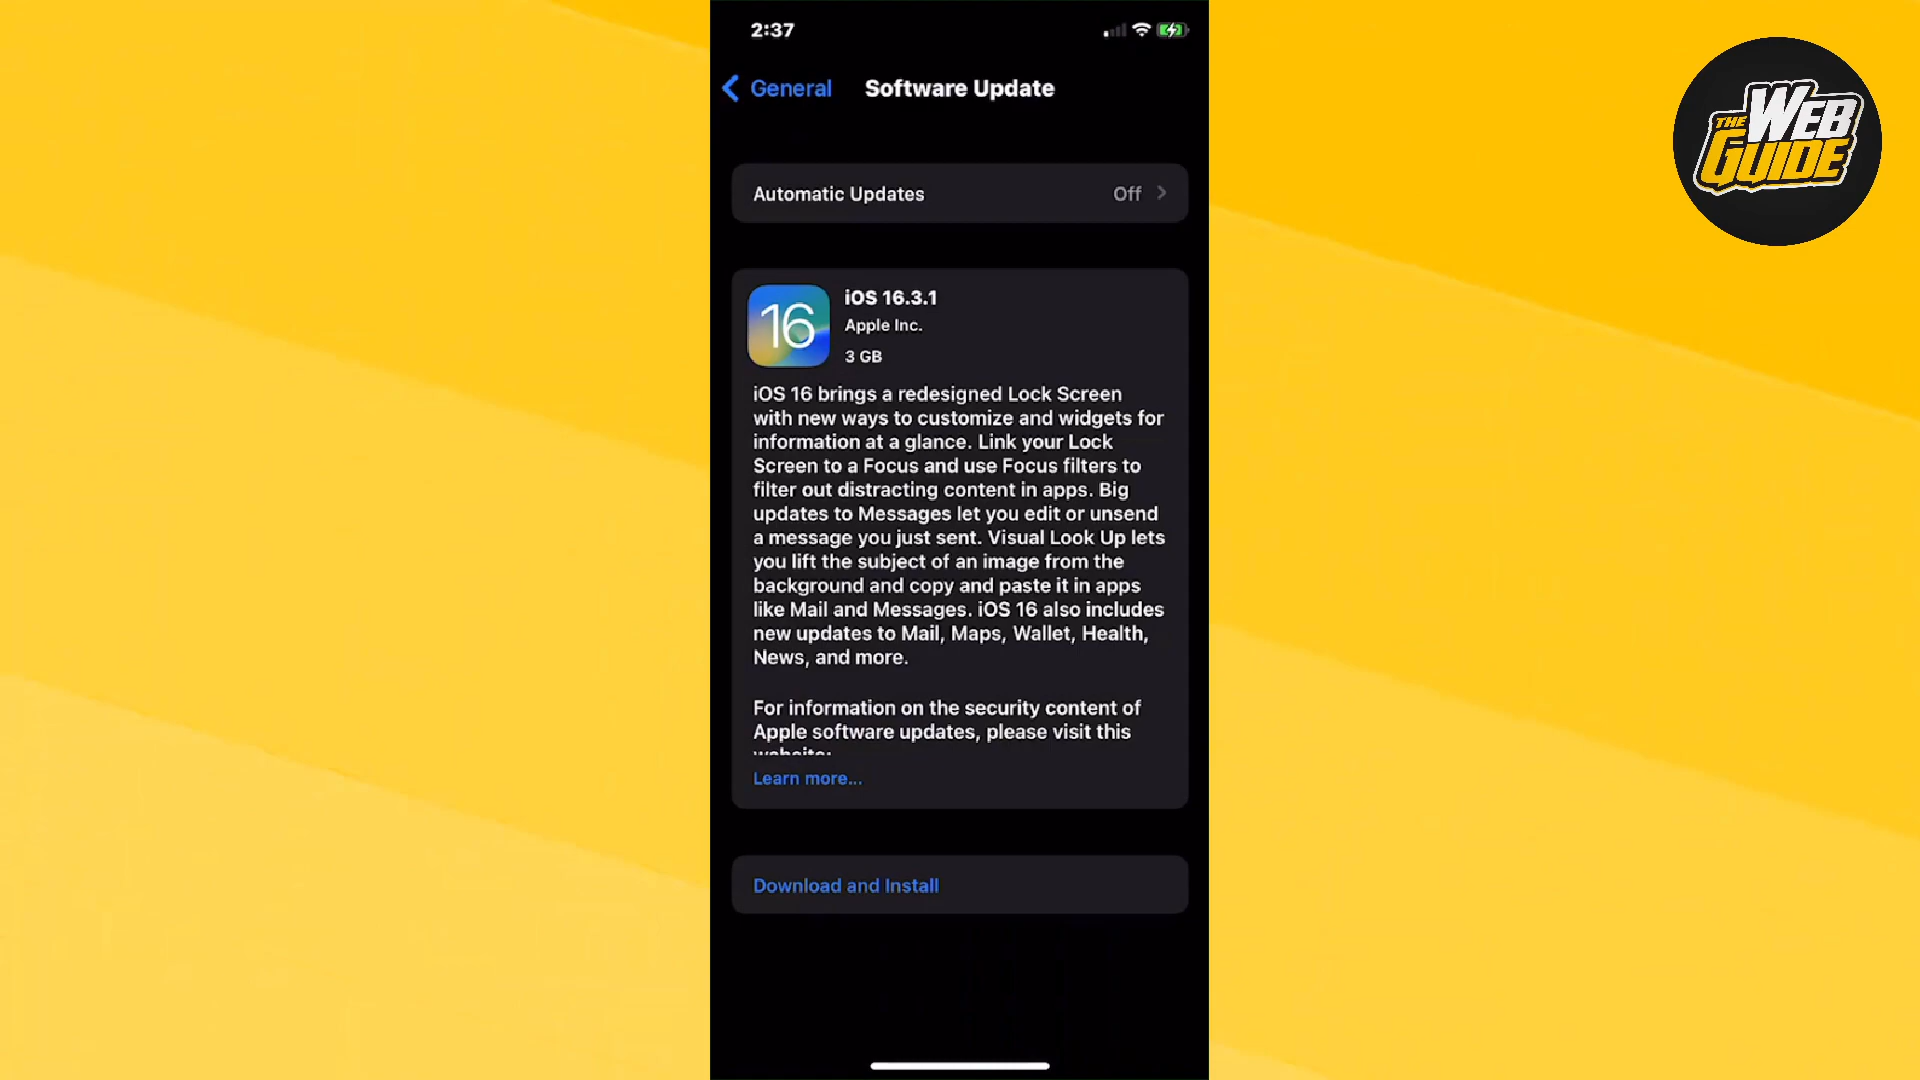 2:37
General
Software Update
THE
WEB
GUIDE
Automatic Updates
Off
16
iOS 16.3.1
Apple Inc.
3 GB
iOS 16 brings a redesigned Lock Screen
with new ways to customize and widgets for
information at a glance. Link your Lock
Screen to a Focus and use Focus filters to
filter out distracting content in apps. Big
updates to Messages let you edit or unsend
a message you just sent. Visual Look Up lets
you lift the subject of an image from the
background and copy and paste it in apps
like Mail and Messages. iOS 16 also includes
new updates to Mail, Maps, Wallet, Health,
News, and more.
For information on the security content of
Apple software updates, please visit this
website:
Learn more...
Download and Install